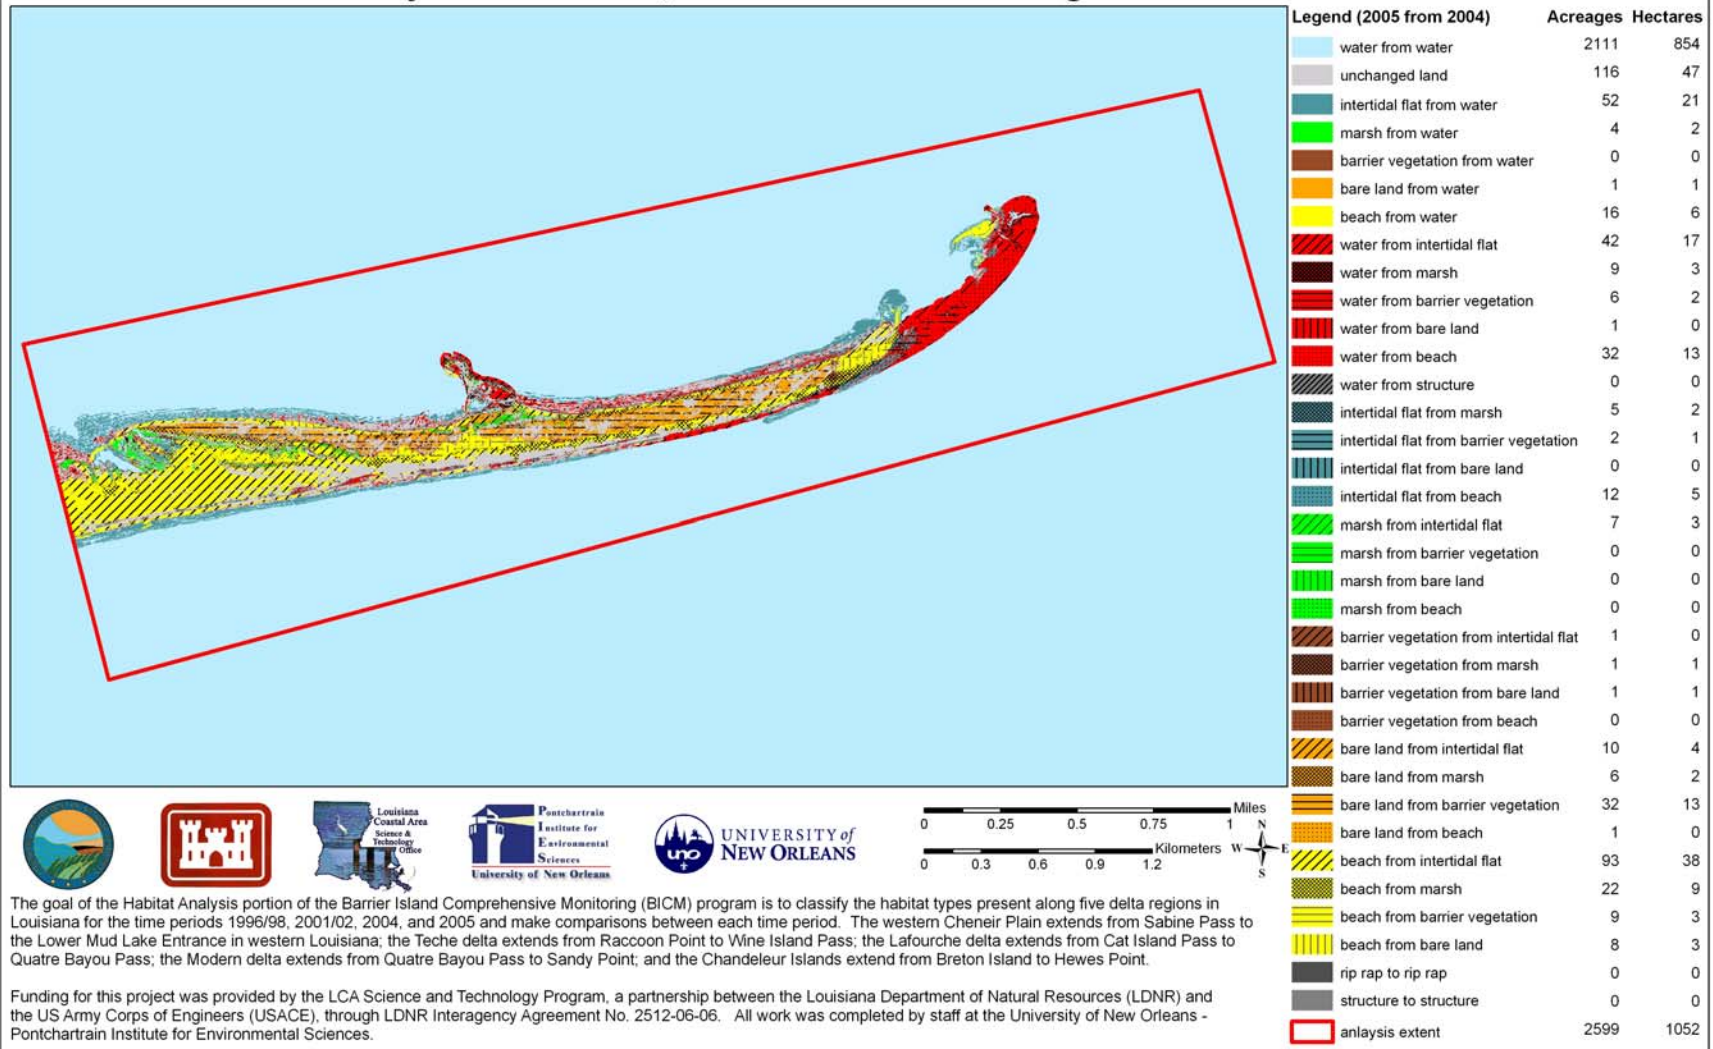 Legend (2005 from 2004) Acreages Hectares
water from water 2111 854
unchanged land 116 47
intertidal flat from water 52 21
marsh from water 4 2
barrier vegetation from water 0 0
bare land from water 1 1
beach from water 16 6
water from intertidal flat 42 17
water from marsh 9 3
water from barrier vegetation 6 2
water from bare land 1 0
water from beach 32 13
water from structure 0 0
intertidal flat from marsh 5 2
intertidal flat from barrier vegetation 2 1
intertidal flat from bare land 0 0
intertidal flat from beach 12 5
marsh from intertidal flat 7 3
marsh from barrier vegetation 0 0
marsh from bare land 0 0
marsh from beach 0 0
barrier vegetation from intertidal flat 1 0
barrier vegetation from marsh 1 1
barrier vegetation from bare land 1 1
barrier vegetation from beach 0 0
bare land from intertidal flat 10 4
bare land from marsh 6 2
bare land from barrier vegetation 32 13
bare land from beach 1 0
beach from intertidal flat 93 38
beach from marsh 22 9
beach from barrier vegetation 9 3
beach from bare land 8 3
rip rap to rip rap 0 0
structure to structure 0 0
anlaysis extent 2599 1052
Louisiana
Coastal Area
Science &
Technology
Office
Pontchartrain
Institute for
Environmental
Sciences
University of New Orleans
uno
UNIVERSITY of
NEW ORLEANS
Miles
0 0.25 0.5 0.75 1
Kilometers
0 0.3 0.6 0.9 1.2
N
W E
S
The goal of the Habitat Analysis portion of the Barrier Island Comprehensive Monitoring (BICM) program is to classify the habitat types present along five delta regions in
Louisiana for the time periods 1996/98, 2001/02, 2004, and 2005 and make comparisons between each time period. The western Cheneir Plain extends from Sabine Pass to
the Lower Mud Lake Entrance in western Louisiana; the Teche delta extends from Raccoon Point to Wine Island Pass; the Lafourche delta extends from Cat Island Pass to
Quatre Bayou Pass; the Modern delta extends from Quatre Bayou Pass to Sandy Point; and the Chandeleur Islands extend from Breton Island to Hewes Point.
Funding for this project was provided by the LCA Science and Technology Program, a partnership between the Louisiana Department of Natural Resources (LDNR) and
the US Army Corps of Engineers (USACE), through LDNR Interagency Agreement No. 2512-06-06. All work was completed by staff at the University of New Orleans -
Pontchartrain Institute for Environmental Sciences.